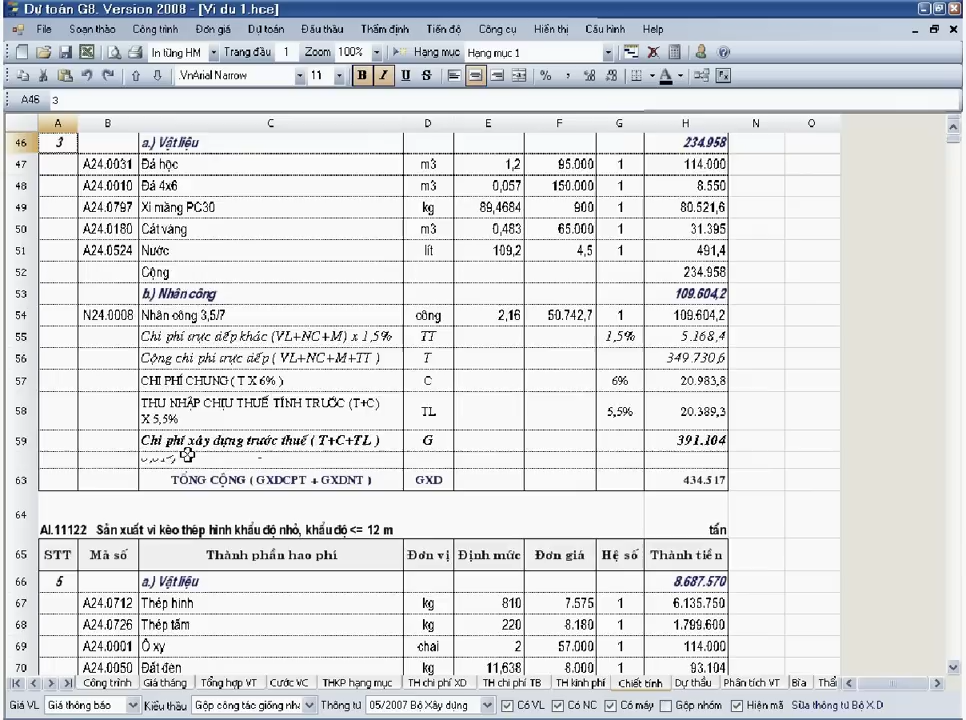 Dự toán G8. Version 2008 - [Vi du 1.hce]
File Soạn thảo Công trình Đơn giá Dự toán Đấu thầu Thẩm định Tiến độ Công cụ Hiển thị Cấu hình Help
In từng HM Trang đầu 1 Zoom 100% Hạng mục Hạng mục 1
.VnArial Narrow 11 B I U S % ,
A46 3
A B C D E F G H N O
46 3 a.) Vật liệu 234.958
47 A24.0031 Đá hộc m3 1,2 95.000 1 114.000
48 A24.0010 Đá 4x6 m3 0,057 150.000 1 8.550
49 A24.0797 Xi măng PC30 kg 89,4684 900 1 80.521,6
50 A24.0180 Cát vàng m3 0,483 65.000 1 31.395
51 A24.0524 Nước lít 109,2 4,5 1 491,4
52 Cộng 234.958
53 b.) Nhân công 109.604,2
54 N24.0008 Nhân công 3,5/7 công 2,16 50.742,7 1 109.604,2
55 Chi phí trực tiếp khác (VL+NC+M) x 1,5% TT 1,5% 5.168,4
56 Cộng chi phí trực tiếp ( VL+NC+M+TT ) T 349.730,6
57 CHI PHÍ CHUNG ( T X 6% ) C 6% 20.983,8
58 THU NHẬP CHỊU THUẾ TÍNH TRƯỚC (T+C) X 5,5% TL 5,5% 20.389,3
59 Chi phí xây dựng trước thuế ( T+C+TL ) G 391.104
63 TỔNG CỘNG ( GXDCPT + GXDNT ) GXD 434.517
64 AI.11122 Sản xuất vì kèo thép hình khẩu độ nhỏ, khẩu độ <= 12 m tấn
65 STT Mã số Thành phần hao phí Đơn vị Định mức Đơn giá Hệ số Thành tiền
66 5 a.) Vật liệu 8.687.570
67 A24.0712 Thép hình kg 810 7.575 1 6.135.750
68 A24.0726 Thép tấm kg 220 8.180 1 1.799.600
69 A24.0001 Ô xy chai 2 57.000 1 114.000
70 A24.0050 Đất đèn kg 11,638 8.000 1 93.104
Công trình Giá tháng Tổng hợp VT Cước VC THKP hạng mục TH chi phí XD TH chi phí TB TH kinh phí Chiết tính Dự thầu Phân tích VT Bìa
Giá VL Giá thông báo Kiểu thầu Gộp công tác giống nh Thông tư 05/2007 Bộ Xây dựng Có VL Có NC Có máy Gộp nhóm Hiện mã Sửa thông tư Bộ X.D